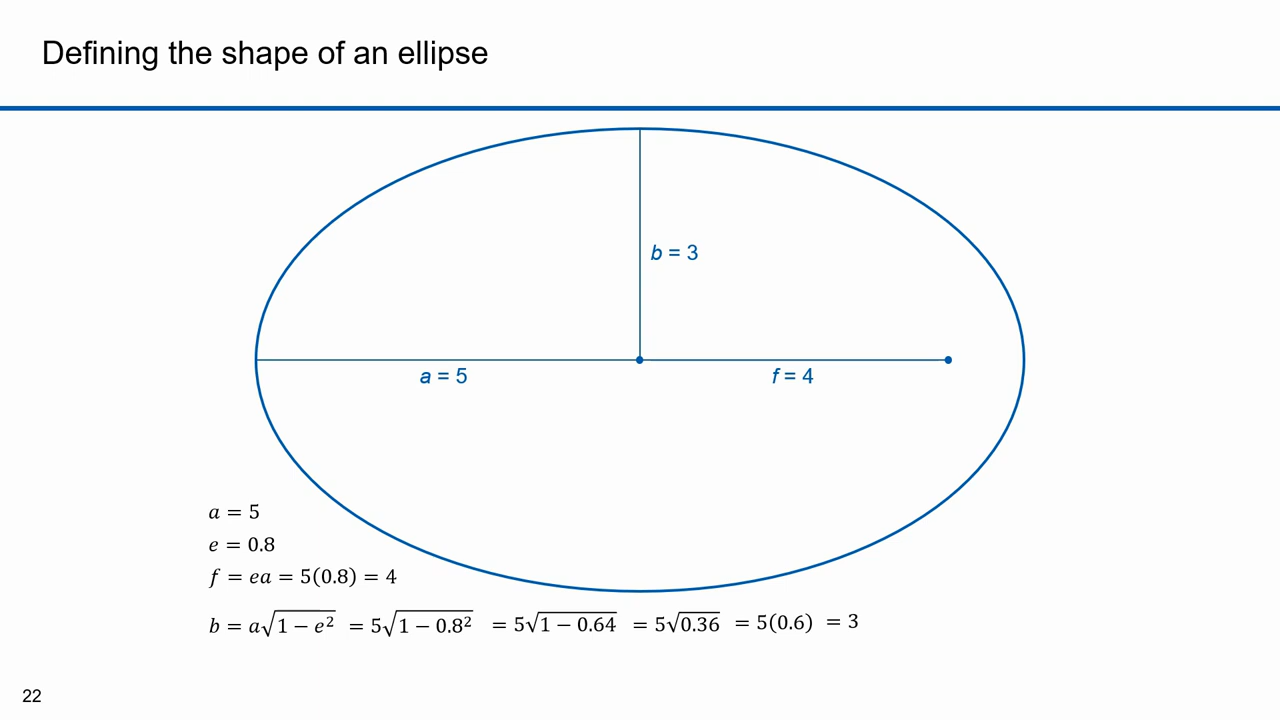 Defining the shape of an ellipse
b = 3
a = 5
f = 4
a = 5
e = 0.8
f = ea = 5(0.8) = 4
b = a√(1 − e²) = 5√(1 − 0.8²) = 5√(1 − 0.64) = 5√0.36 = 5(0.6) = 3
22